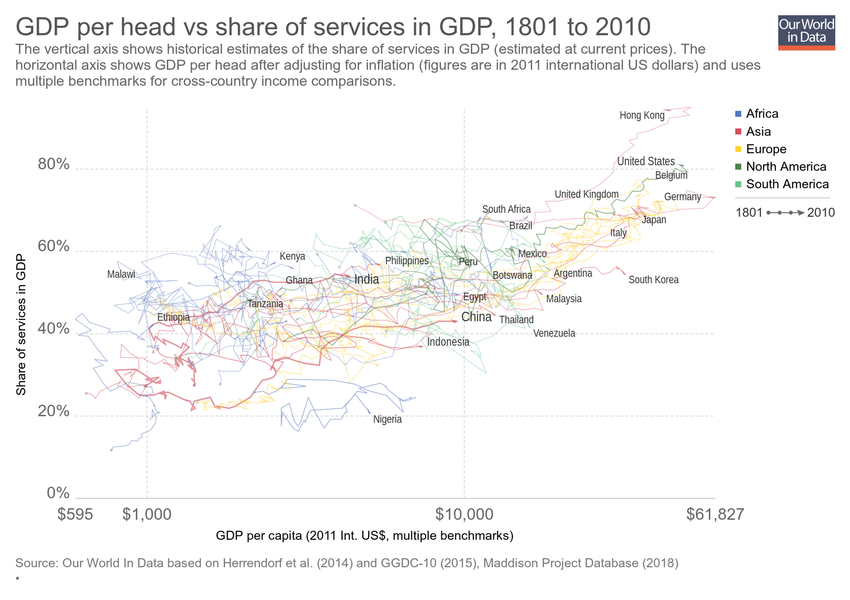 GDP per head vs share of services in GDP, 1801 to 2010
Our World
in Data
The vertical axis shows historical estimates of the share of services in GDP (estimated at current prices). The
horizontal axis shows GDP per head after adjusting for inflation (figures are in 2011 international US dollars) and uses
multiple benchmarks for cross-country income comparisons.
Hong Kong
Africa
Asia
Europe
North America
South America
1801
2010
80%
United States
Belgium
United Kingdom
Germany
South Africa
Japan
Brazil
Italy
60%
Kenya
Mexico
Philippines
Peru
Malawi
Ghana
India
Botswana
Argentina
South Korea
Tanzania
Egypt
Malaysia
Ethiopia
China
Thailand
40%
Venezuela
Indonesia
20%
Nigeria
0%
Share of services in GDP
$595
$1,000
$10,000
$61,827
GDP per capita (2011 Int. US$, multiple benchmarks)
Source: Our World In Data based on Herrendorf et al. (2014) and GGDC-10 (2015), Maddison Project Database (2018)
•